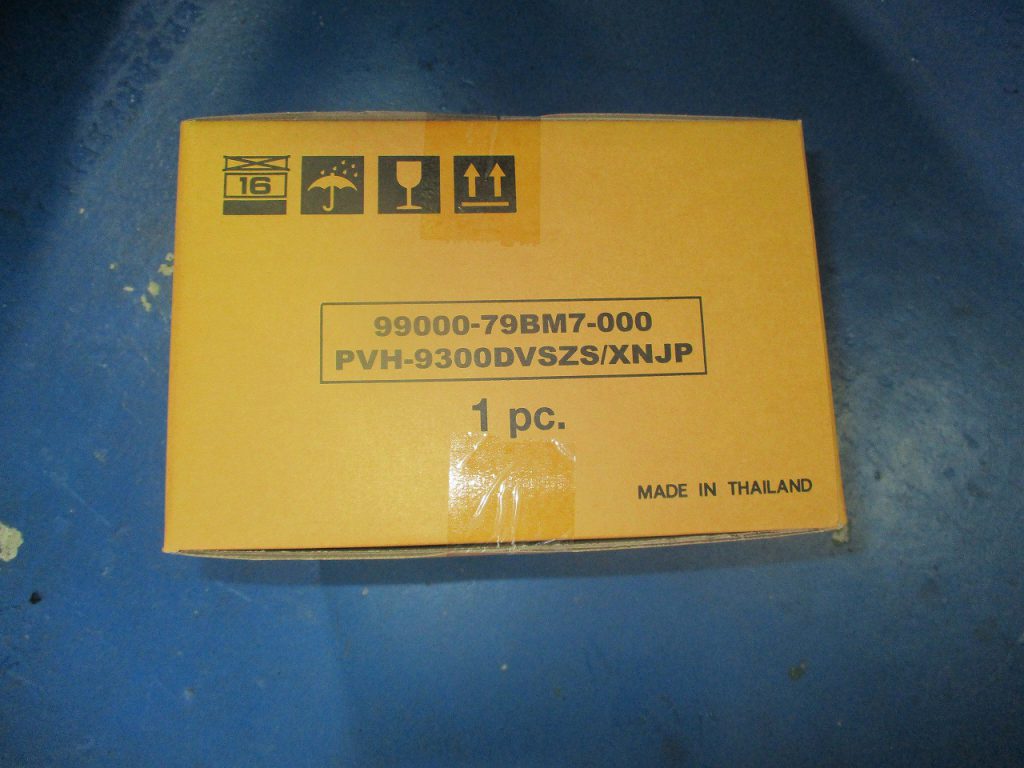 16
99000-79BM7-000
PVH-9300DVSZS/XNJP
1 pc.
MADE IN THAILAND